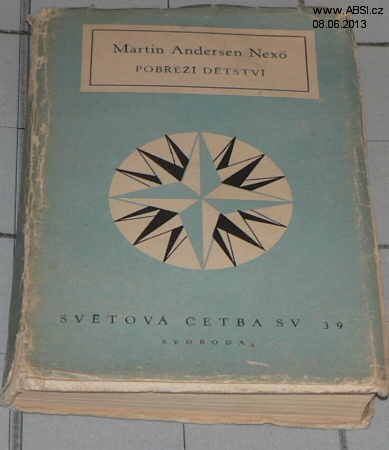 © www.ABSI.cz
08.06.2013
Martin Andersen Nexö
POBŘEŽÍ DĚTSTVÍ
SVĚTOVÁ ČETBA SV 39
SVOBODA